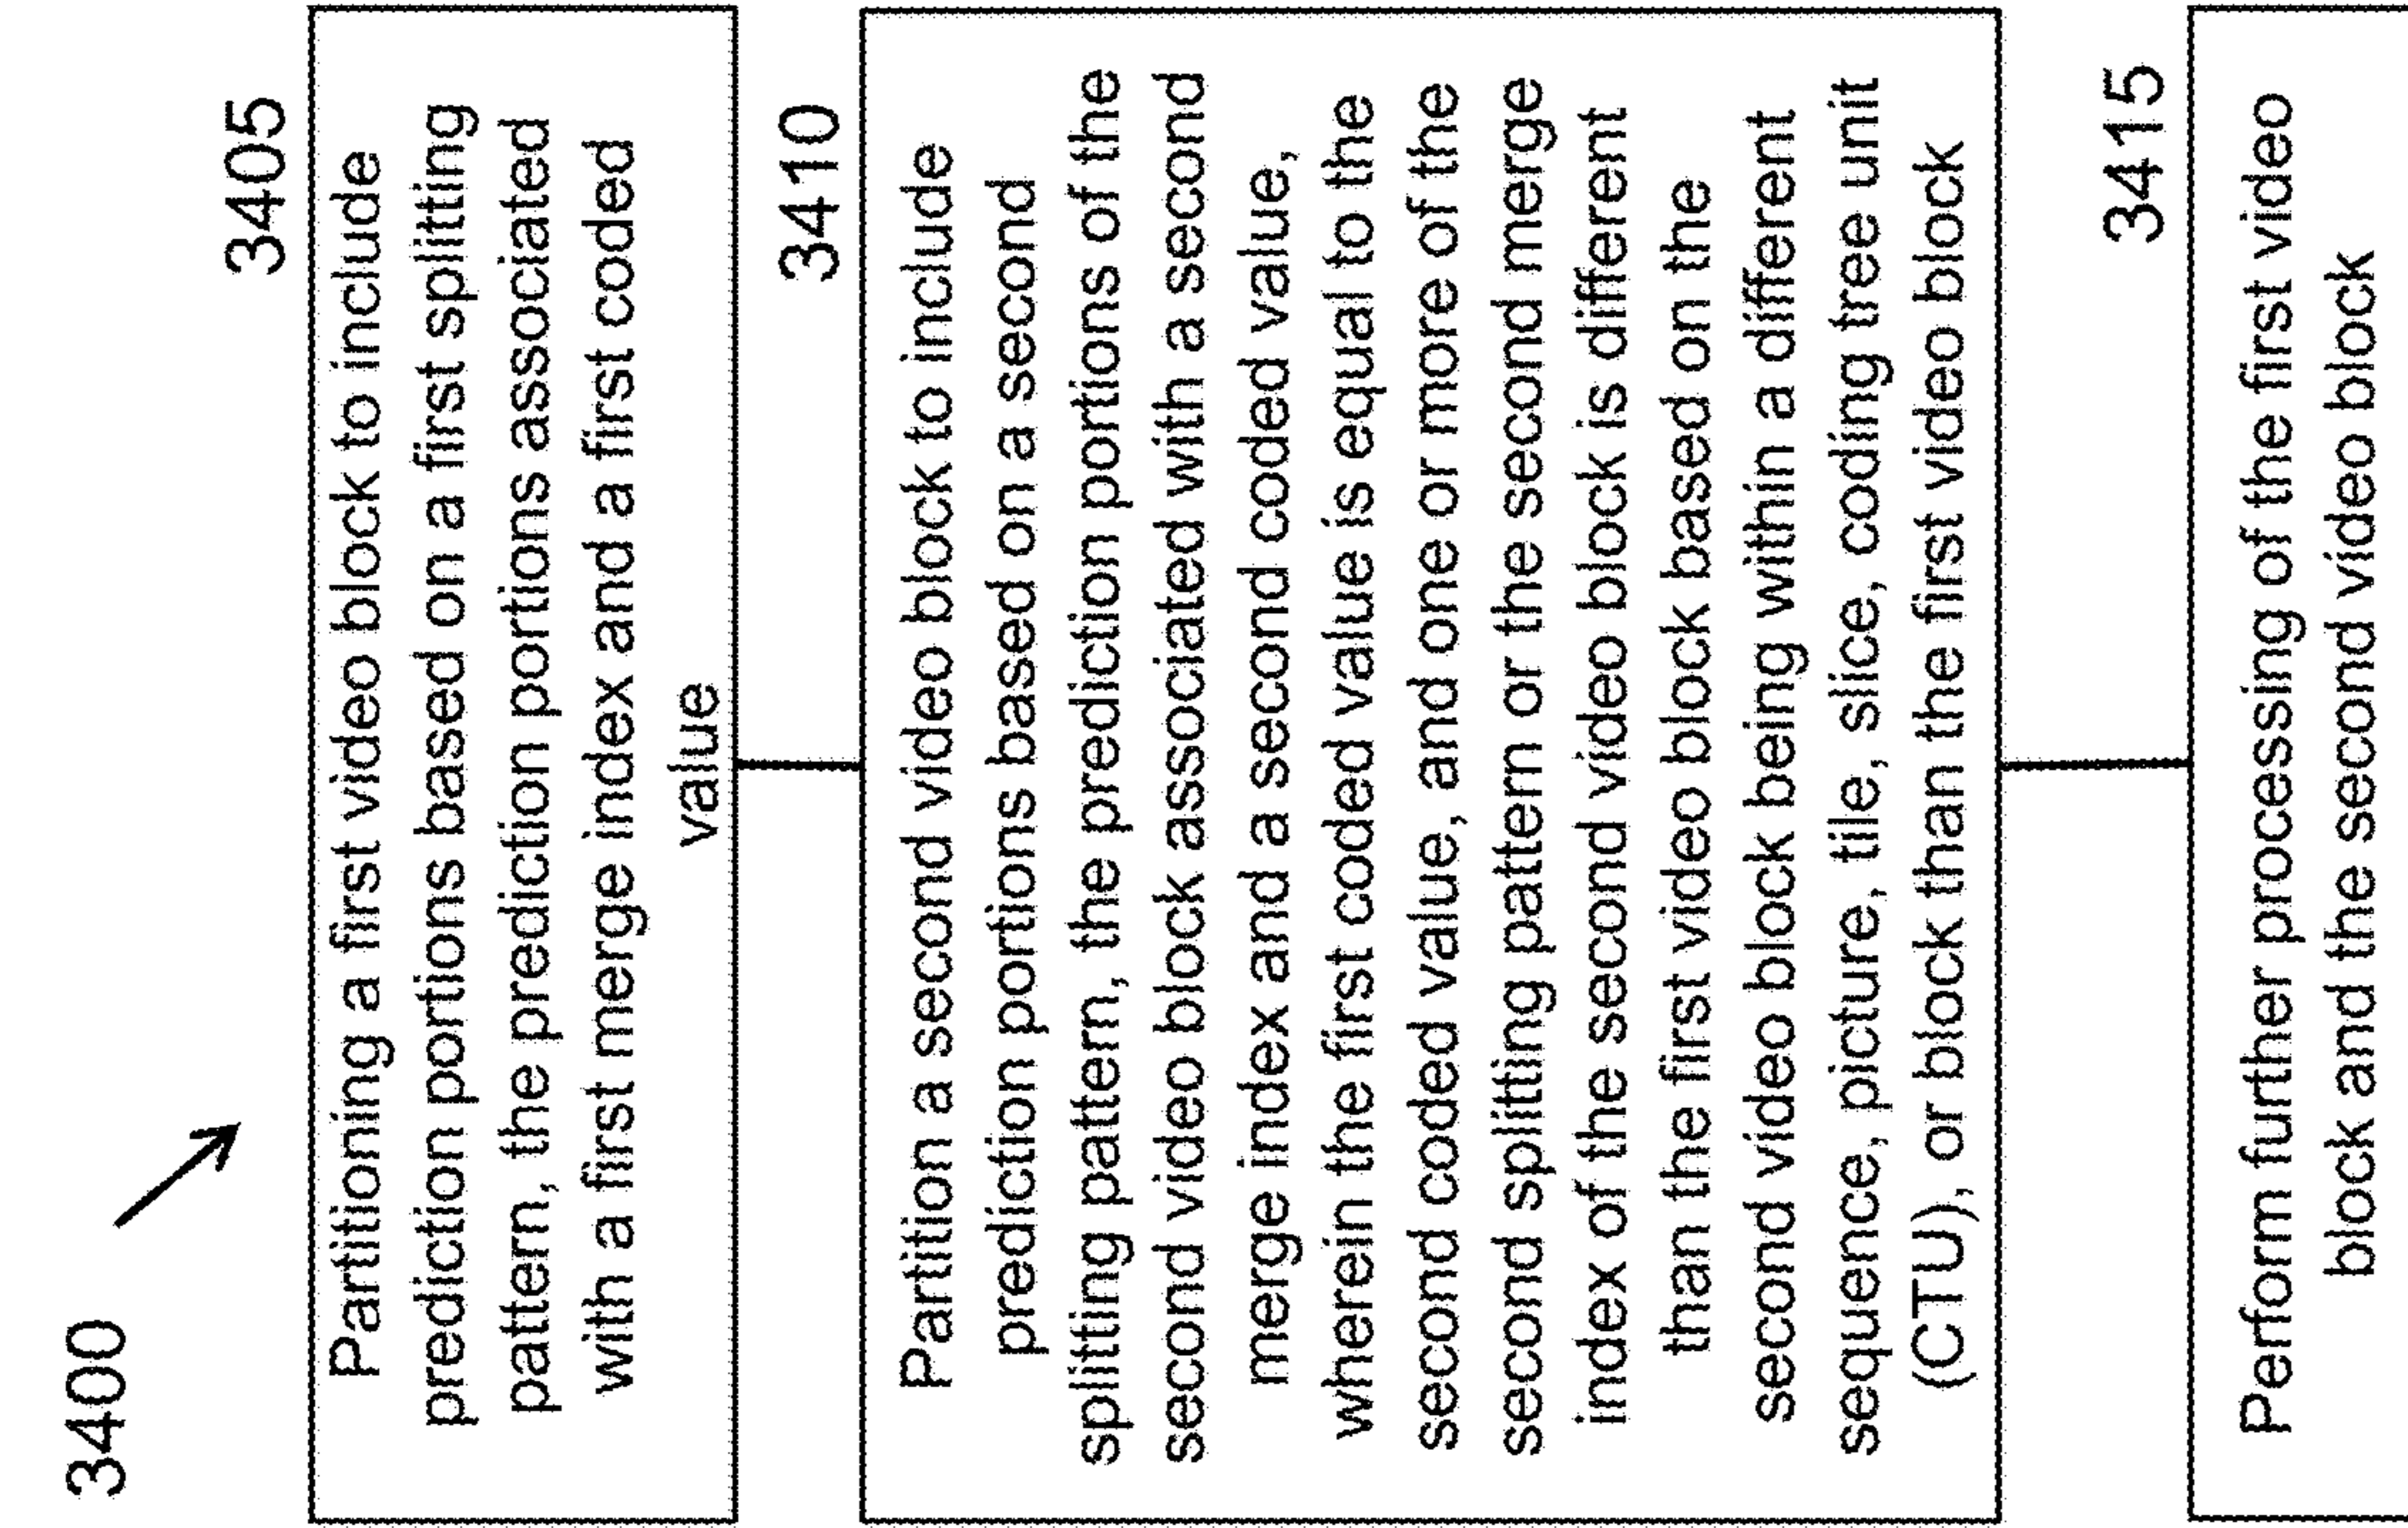 3400
3405
Partitioning a first video block to include
prediction portions based on a first splitting
pattern, the prediction portions associated
with a first merge index and a first coded
value
3410
Partition a second video block to include
prediction portions based on a second
splitting pattern, the prediction portions of the
second video block associated with a second
merge index and a second coded value,
wherein the first coded value is equal to the
second coded value, and one or more of the
second splitting pattern or the second merge
index of the second video block is different
than the first video block based on the
second video block being within a different
sequence, picture, tile, slice, coding tree unit
(CTU), or block than the first video block
3415
Perform further processing of the first video
block and the second video block